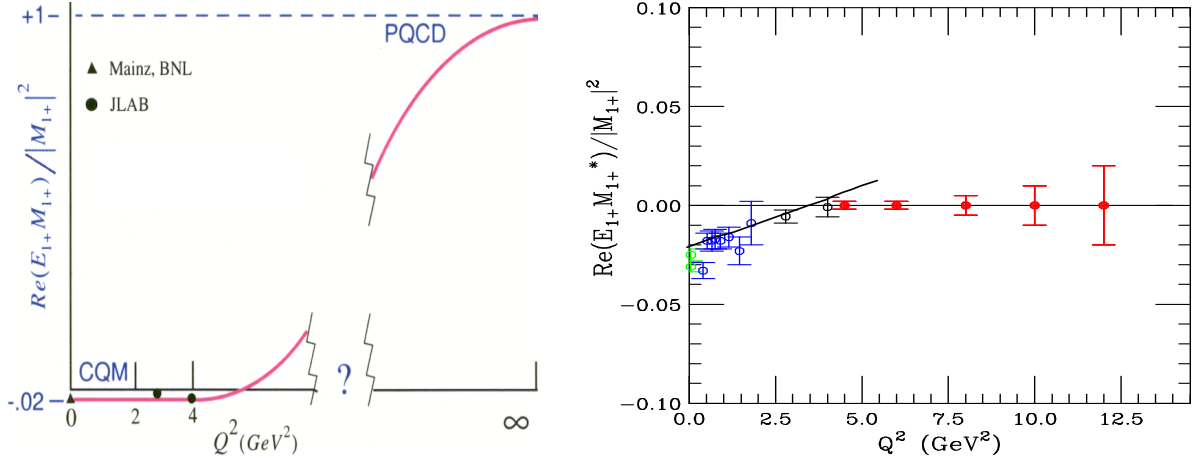 +1
PQCD
▲ Mainz, BNL
● JLAB
Re(E₁₊M₁₊)/|M₁₊|²
CQM
?
-.02
0 2 4 ∞
Q²(GeV²)
0.10
0.05
0.00
−0.05
−0.10
Re(E₁₊M₁₊*)/|M₁₊|²
0.0 2.5 5.0 7.5 10.0 12.5
Q² (GeV²)